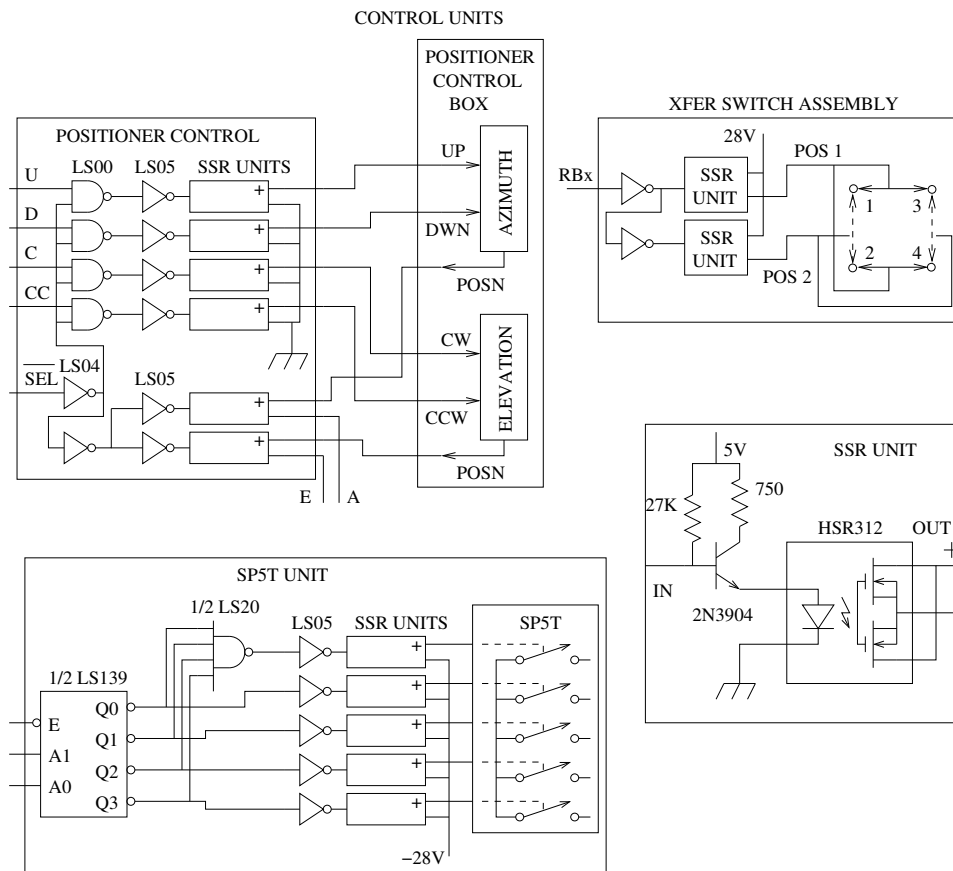 CONTROL UNITS
POSITIONER CONTROL
LS00 LS05 SSR UNITS
U
D
C
CC
+
+
+
+
SEL LS04 LS05
+
+
E A
POSITIONER
CONTROL
BOX
UP
DWN
AZIMUTH
POSN
CW
CCW
ELEVATION
POSN
XFER SWITCH ASSEMBLY
28V
RBx
SSR
UNIT
SSR
UNIT
POS 1
POS 2
1 3
2 4
SSR UNIT
5V
27K 750
HSR312 OUT
+
IN
2N3904
SP5T UNIT
1/2 LS20
LS05 SSR UNITS SP5T
1/2 LS139
E
A1
A0
Q0
Q1
Q2
Q3
+
+
+
+
+
−28V